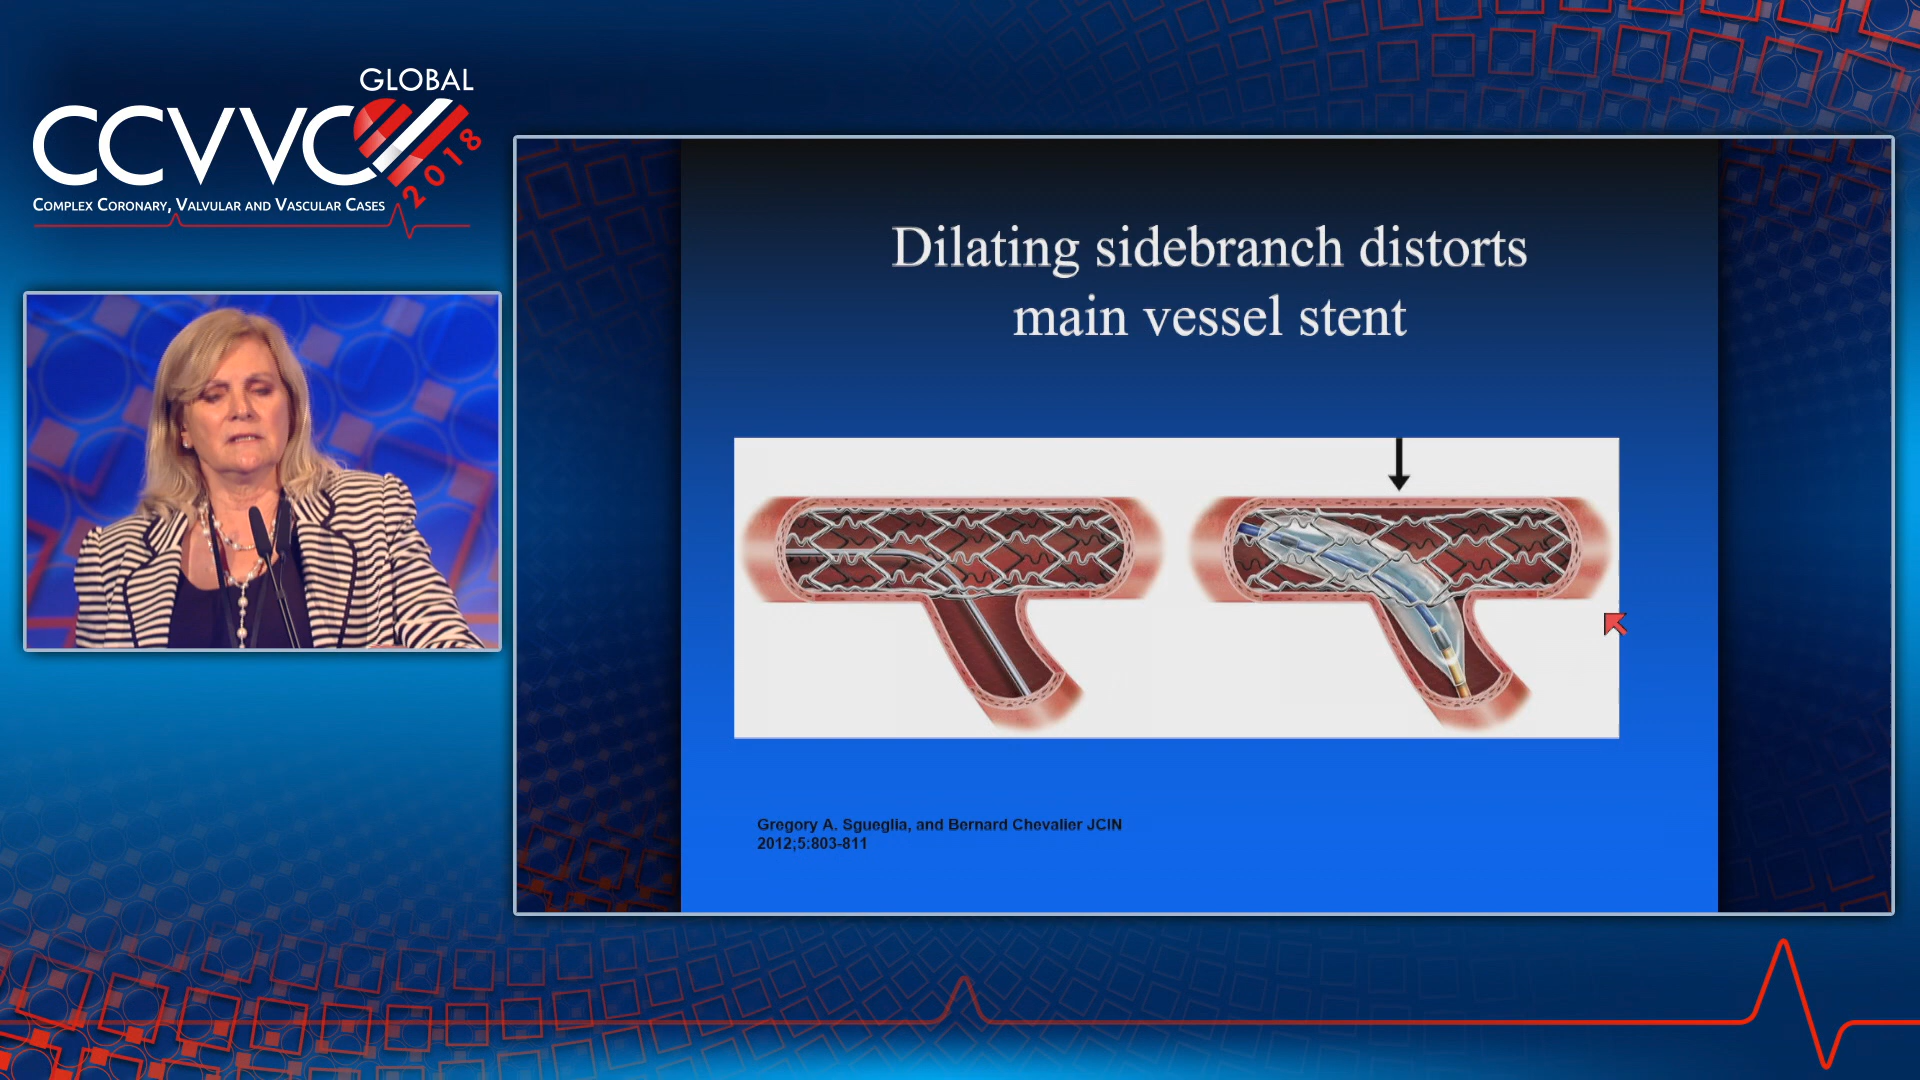 GLOBAL
CCVVC
2018
COMPLEX CORONARY, VALVULAR AND VASCULAR CASES
Dilating sidebranch distorts
main vessel stent
Gregory A. Sgueglia, and Bernard Chevalier JCIN
2012;5:803-811